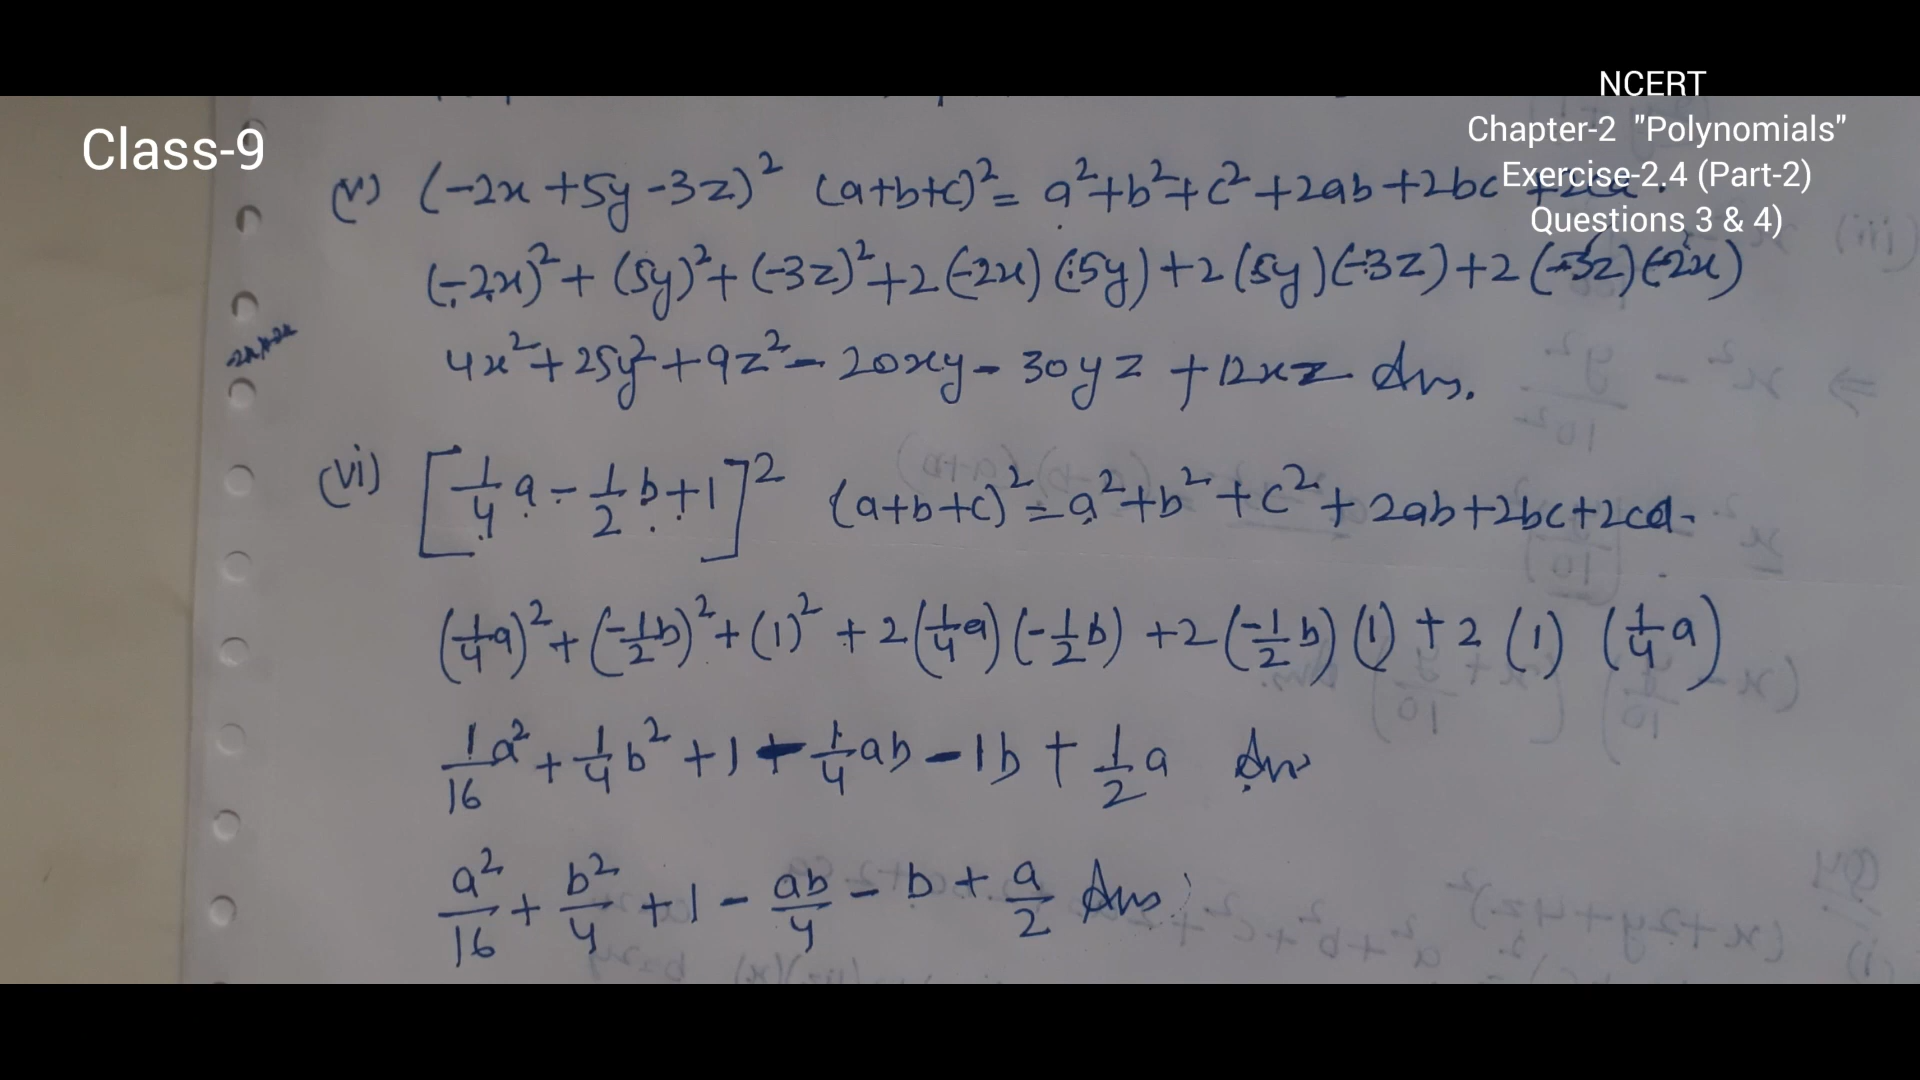 Class-9
NCERT
Chapter-2 "Polynomials"
Exercise-2.4 (Part-2)
Questions 3 & 4)
(v) (-2x+5y-3z)² (a+b+c)² = a²+b²+c²+2ab+2bc+2ca.
(-2x)²+(5y)²+(-3z)²+2(-2x)(5y)+2(5y)(-3z)+2(-3z)(-2x)
4x²+25y²+9z²-20xy-30yz+12xz Ans.
(vi) [1/4 a - 1/2 b+1]² (a+b+c)² = a²+b²+c²+2ab+2bc+2ca.
(1/4 a)²+(-1/2 b)²+(1)²+2(1/4 a)(-1/2 b)+2(-1/2 b)(1)+2(1)(1/4 a)
1/16 a²+1/4 b²+1-1/4 ab-1b+1/2 a Ans
a²/16+b²/4+1-ab/4-b+a/2 Ans